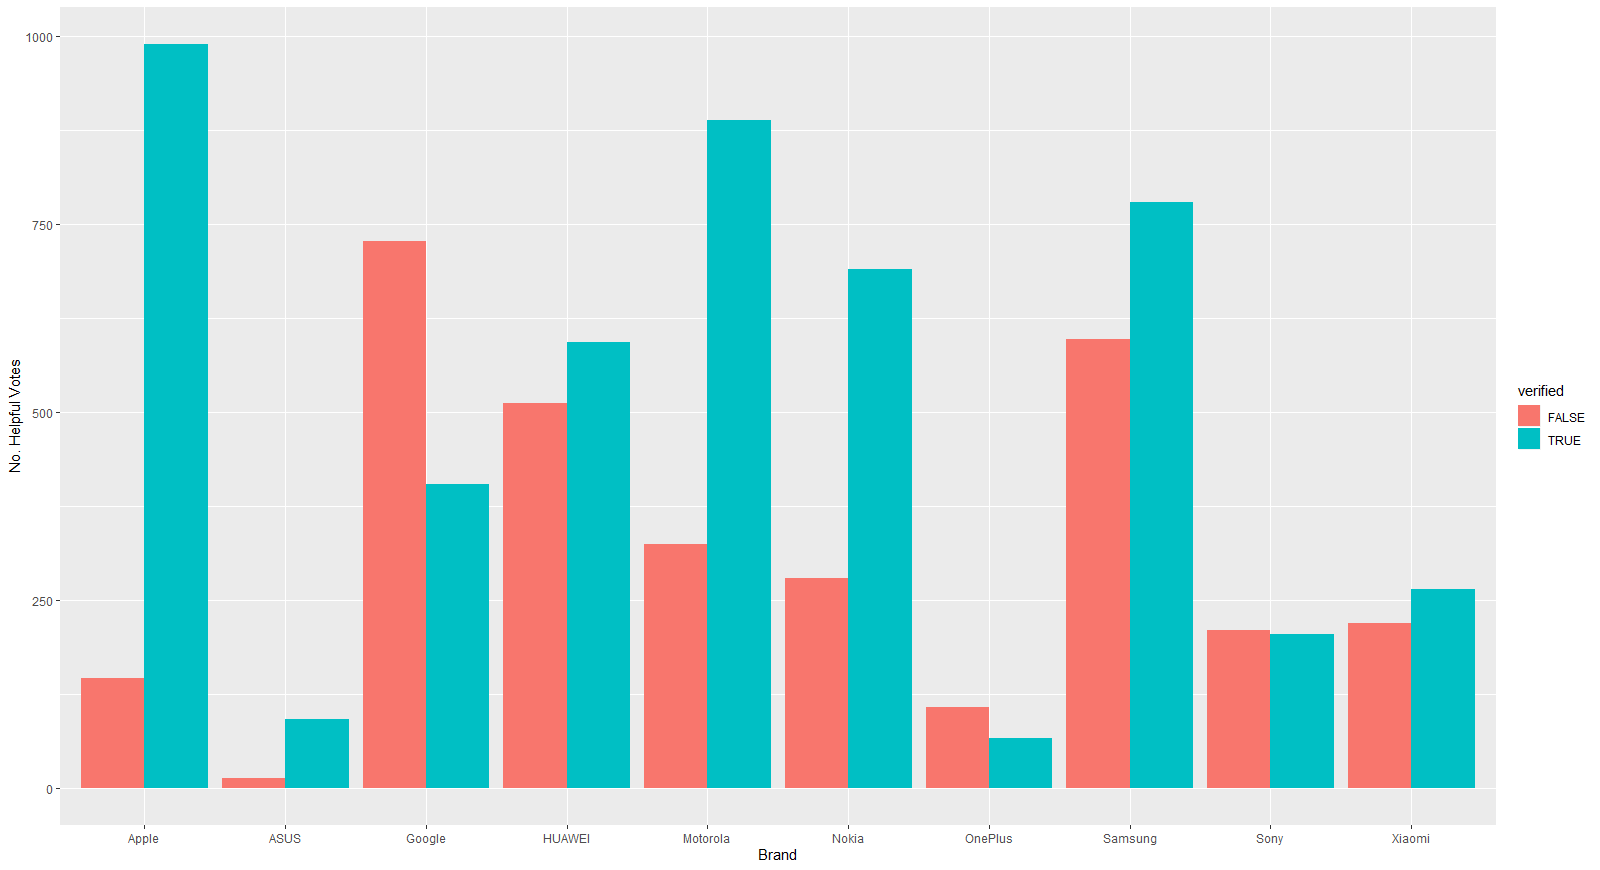 1000
750
500
250
0
No. Helpful Votes
Apple ASUS Google HUAWEI Motorola Nokia OnePlus Samsung Sony Xiaomi
Brand
verified
FALSE
TRUE